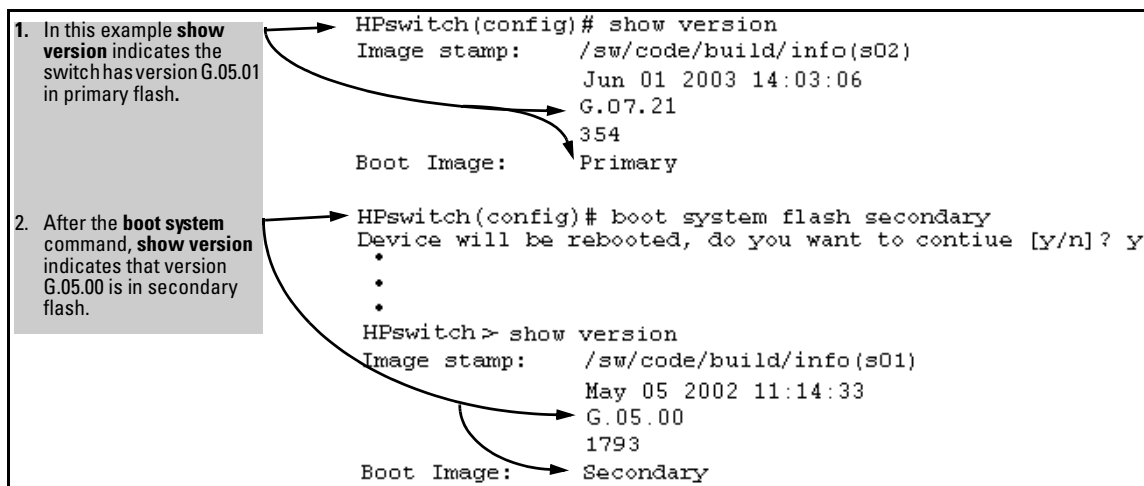 1. In this example show
version indicates the
switch has version G.05.01
in primary flash.
HPswitch(config)# show version
Image stamp: /sw/code/build/info(s02)
Jun 01 2003 14:03:06
G.07.21
354
Boot Image: Primary
2. After the boot system
command, show version
indicates that version
G.05.00 is in secondary
flash.
HPswitch(config)# boot system flash secondary
Device will be rebooted, do you want to contiue [y/n]? y
HPswitch> show version
Image stamp: /sw/code/build/info(s01)
May 05 2002 11:14:33
G.05.00
1793
Boot Image: Secondary